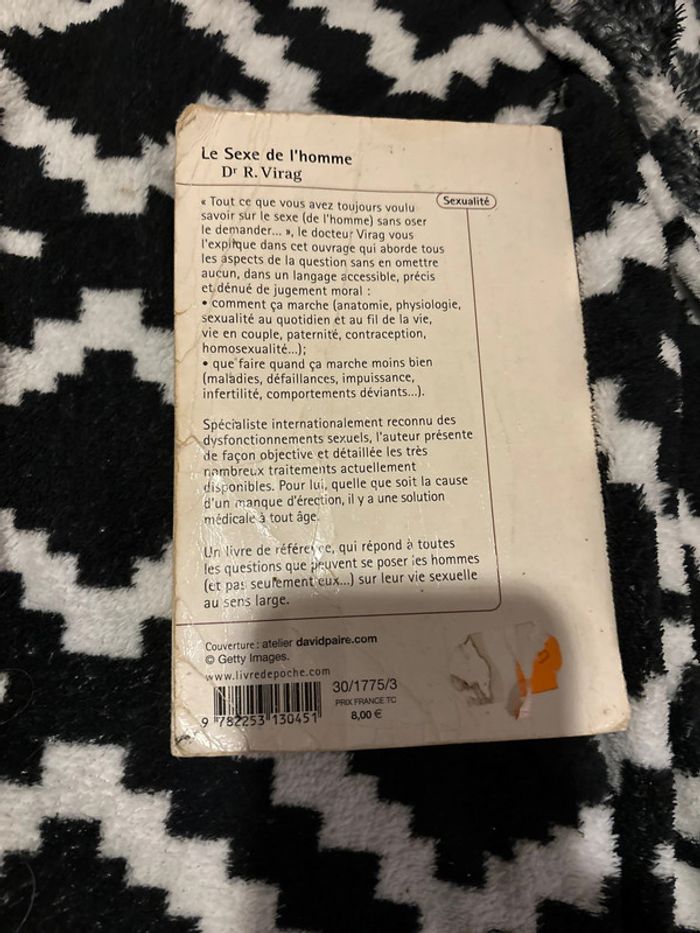 Le Sexe de l'homme
Dr R. Virag
Sexualité
« Tout ce que vous avez toujours voulu
savoir sur le sexe (de l'homme) sans oser
le demander... », le docteur Virag vous
l'explique dans cet ouvrage qui aborde tous
les aspects de la question sans en omettre
aucun, dans un langage accessible, précis
et dénué de jugement moral :
• comment ça marche (anatomie, physiologie,
sexualité au quotidien et au fil de la vie,
vie en couple, paternité, contraception,
homosexualité...);
• que faire quand ça marche moins bien
(maladies, défaillances, impuissance,
infertilité, comportements déviants...).
Spécialiste internationalement reconnu des
dysfonctionnements sexuels, l'auteur présente
de façon objective et détaillée les très
nombreux traitements actuellement
disponibles. Pour lui, quelle que soit la cause
d'un manque d'érection, il y a une solution
médicale à tout âge.
Un livre de référence, qui répond à toutes
les questions que peuvent se poser les hommes
(et pas seulement eux...) sur leur vie sexuelle
au sens large.
Couverture : atelier davidpaire.com
© Getty Images.
www.livredepoche.com
30/1775/3
PRIX FRANCE TC
8,00 €
9 782253 130451